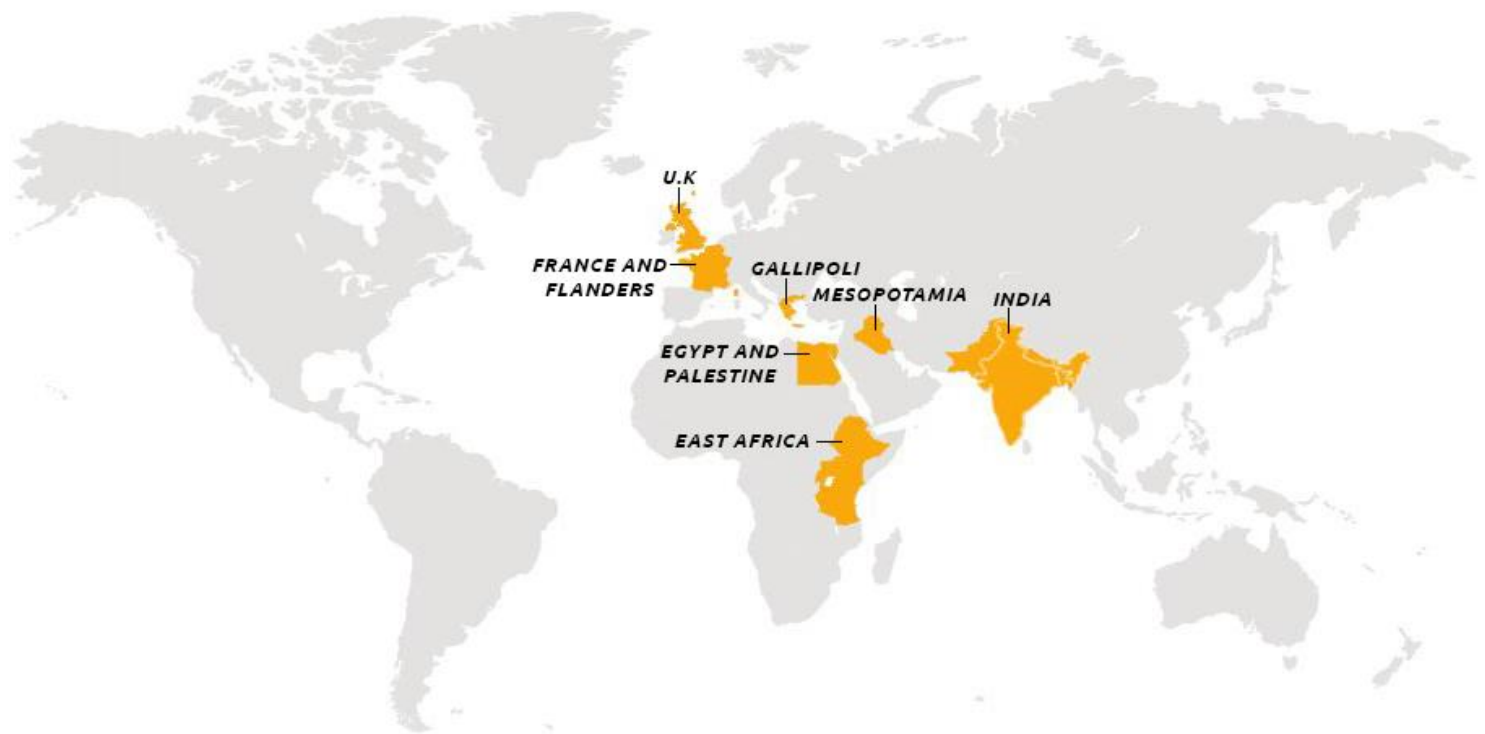 U.K
FRANCE AND
FLANDERS
GALLIPOLI
MESOPOTAMIA
INDIA
EGYPT AND
PALESTINE
EAST AFRICA